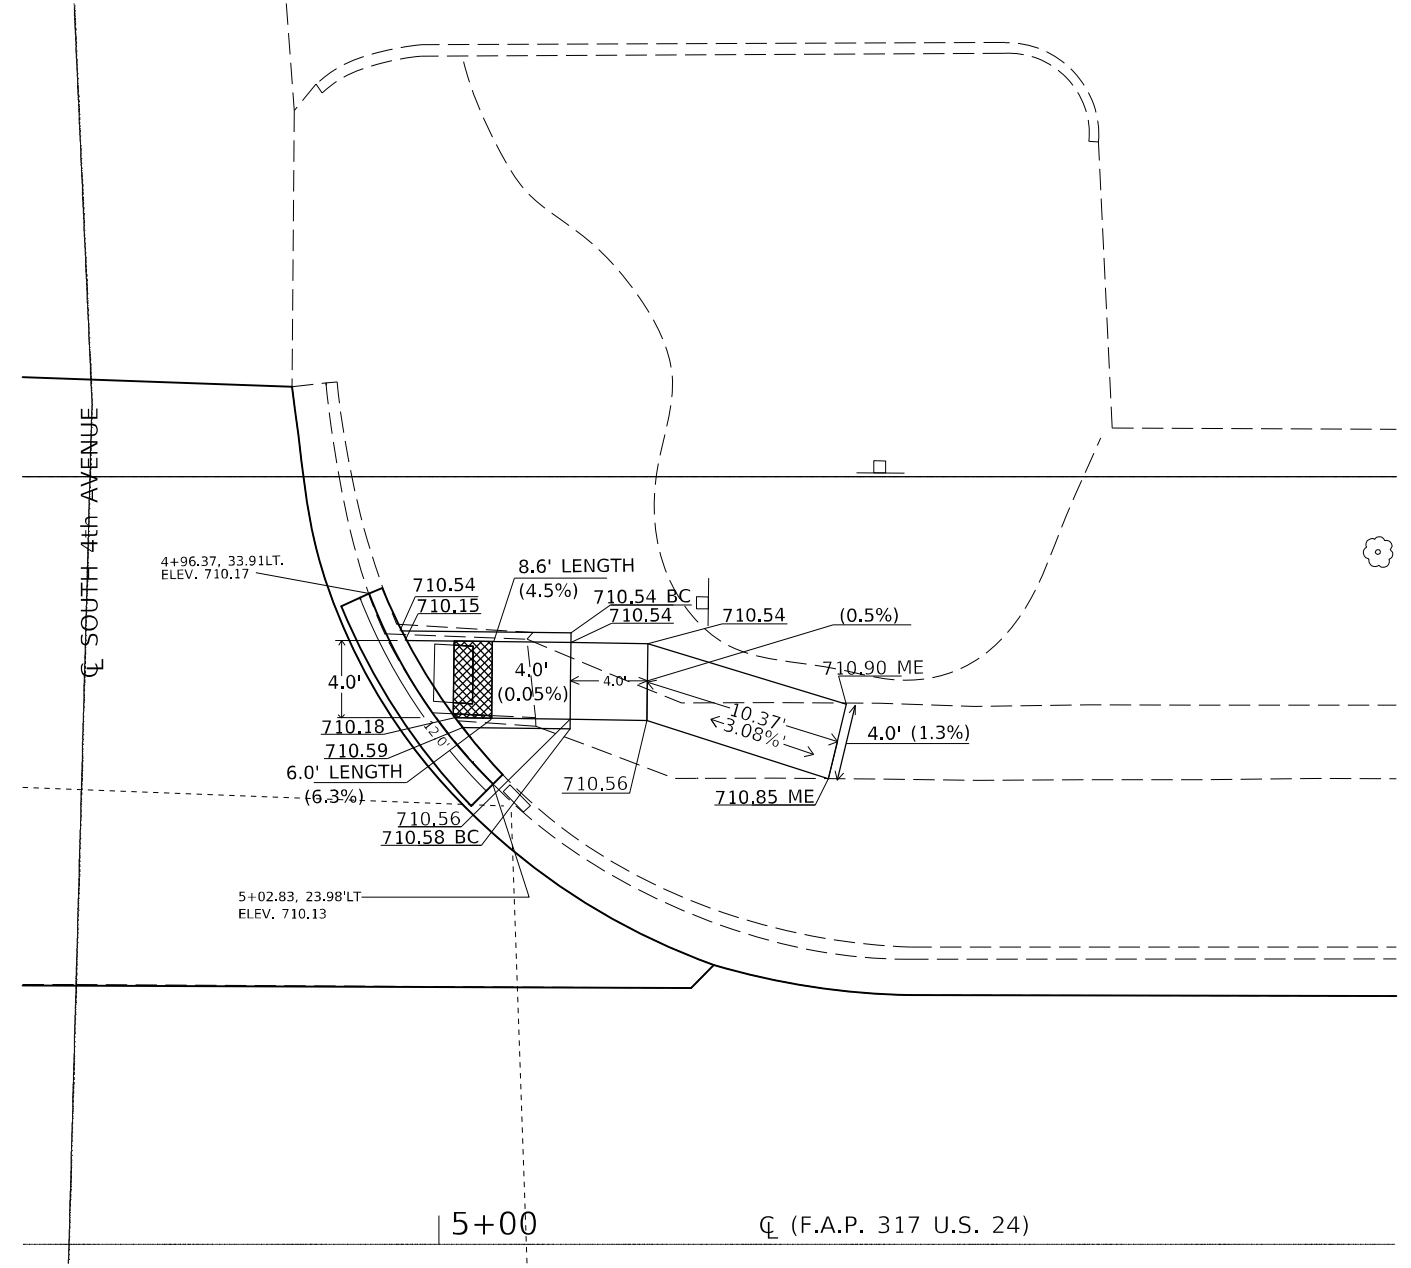 ℄ SOUTH 4th AVENUE
4+96.37, 33.91LT.
ELEV. 710.17
8.6' LENGTH
(4.5%)
710.54
710.15
710.54 BC
710.54
710.54
(0.5%)
710.90 ME
4.0'
4.0'
(0.05%)
4.0'
10.37'
3.08%'
4.0' (1.3%)
710.18
12.0'
710.59
6.0' LENGTH
(6.3%)
710.56
710.85 ME
710.56
710.58 BC
5+02.83, 23.98'LT
ELEV. 710.13
5+00
℄ (F.A.P. 317 U.S. 24)